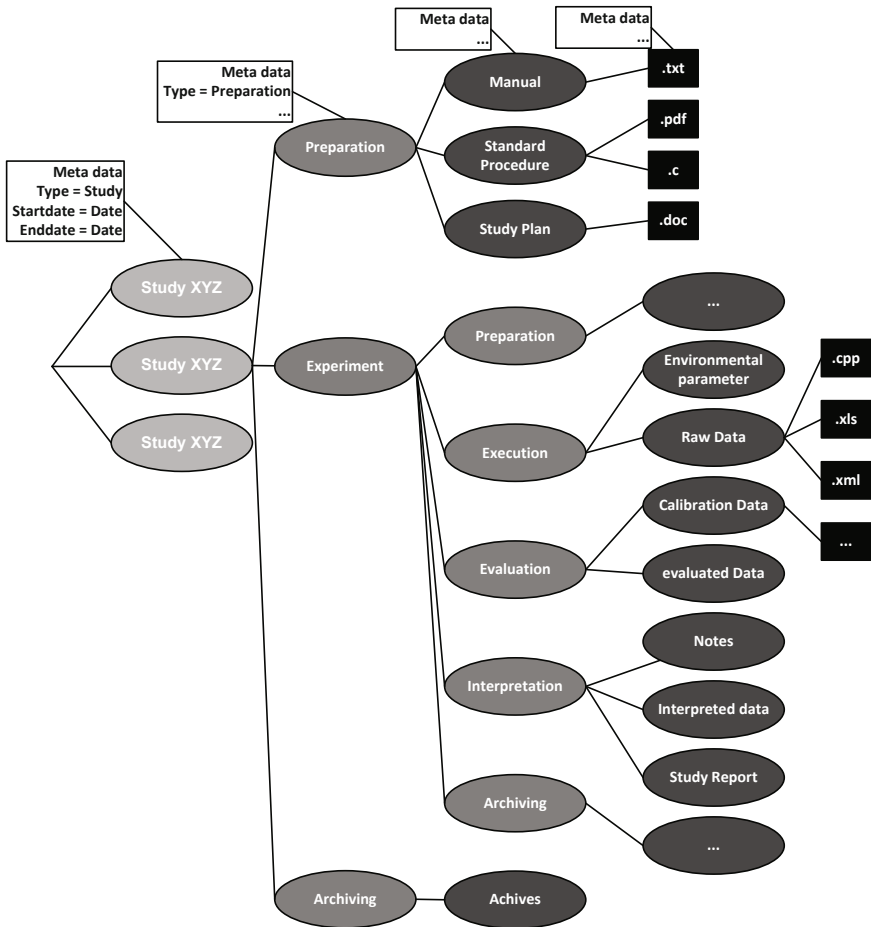 Meta data
...
Meta data
...
Meta data
Type = Preparation
...
Manual
.txt
Preparation
Standard
Procedure
.pdf
.c
Meta data
Type = Study
Startdate = Date
Enddate = Date
Study Plan
.doc
Study XYZ
Study XYZ
Study XYZ
Experiment
Preparation
...
Execution
Environmental
parameter
Raw Data
.cpp
.xls
.xml
Evaluation
Calibration Data
...
evaluated Data
Interpretation
Notes
Interpreted data
Study Report
Archiving
...
Archiving
Achives